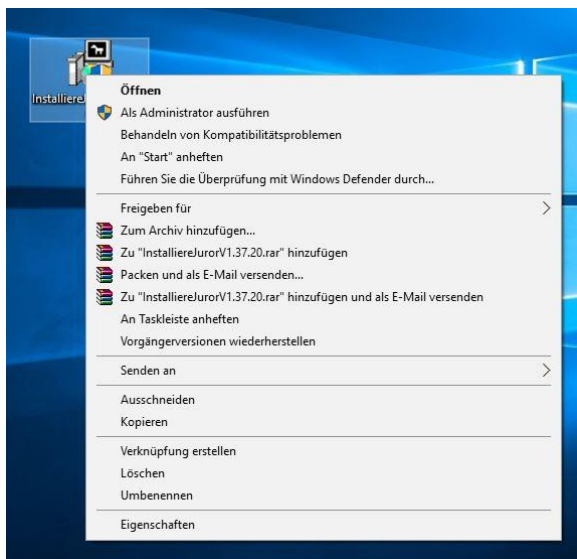 InstalliereJ
Öffnen
Als Administrator ausführen
Behandeln von Kompatibilitätsproblemen
An "Start" anheften
Führen Sie die Überprüfung mit Windows Defender durch...
Freigeben für
Zum Archiv hinzufügen...
Zu "InstalliereJurorV1.37.20.rar" hinzufügen
Packen und als E-Mail versenden...
Zu "InstalliereJurorV1.37.20.rar" hinzufügen und als E-Mail versenden
An Taskleiste anheften
Vorgängerversionen wiederherstellen
Senden an
Ausschneiden
Kopieren
Verknüpfung erstellen
Löschen
Umbenennen
Eigenschaften